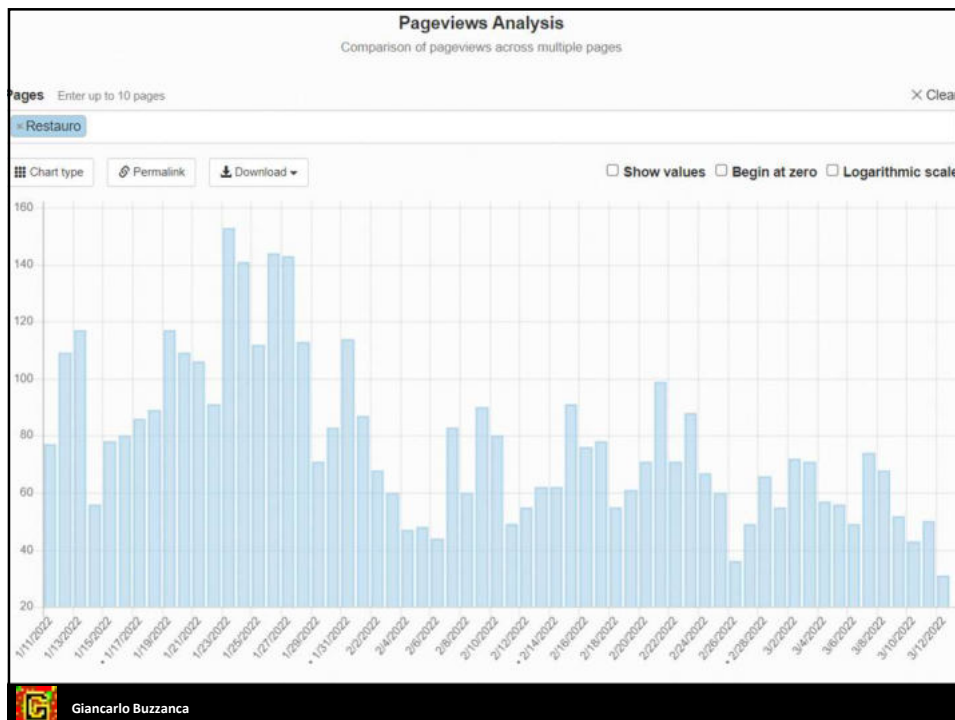 Pageviews Analysis
Comparison of pageviews across multiple pages
Pages Enter up to 10 pages × Clear
× Restauro
Chart type Permalink Download Show values Begin at zero Logarithmic scale
160
140
120
100
80
60
40
20
1/11/2022 1/13/2022 1/15/2022 • 1/17/2022 1/19/2022 1/21/2022 1/23/2022 1/25/2022 1/27/2022 1/29/2022 • 1/31/2022 2/2/2022 2/4/2022 2/6/2022 2/8/2022 2/10/2022 2/12/2022 • 2/14/2022 2/16/2022 2/18/2022 2/20/2022 2/22/2022 2/24/2022 2/26/2022 • 2/28/2022 3/2/2022 3/4/2022 3/6/2022 3/8/2022 3/10/2022 3/12/2022
Giancarlo Buzzanca